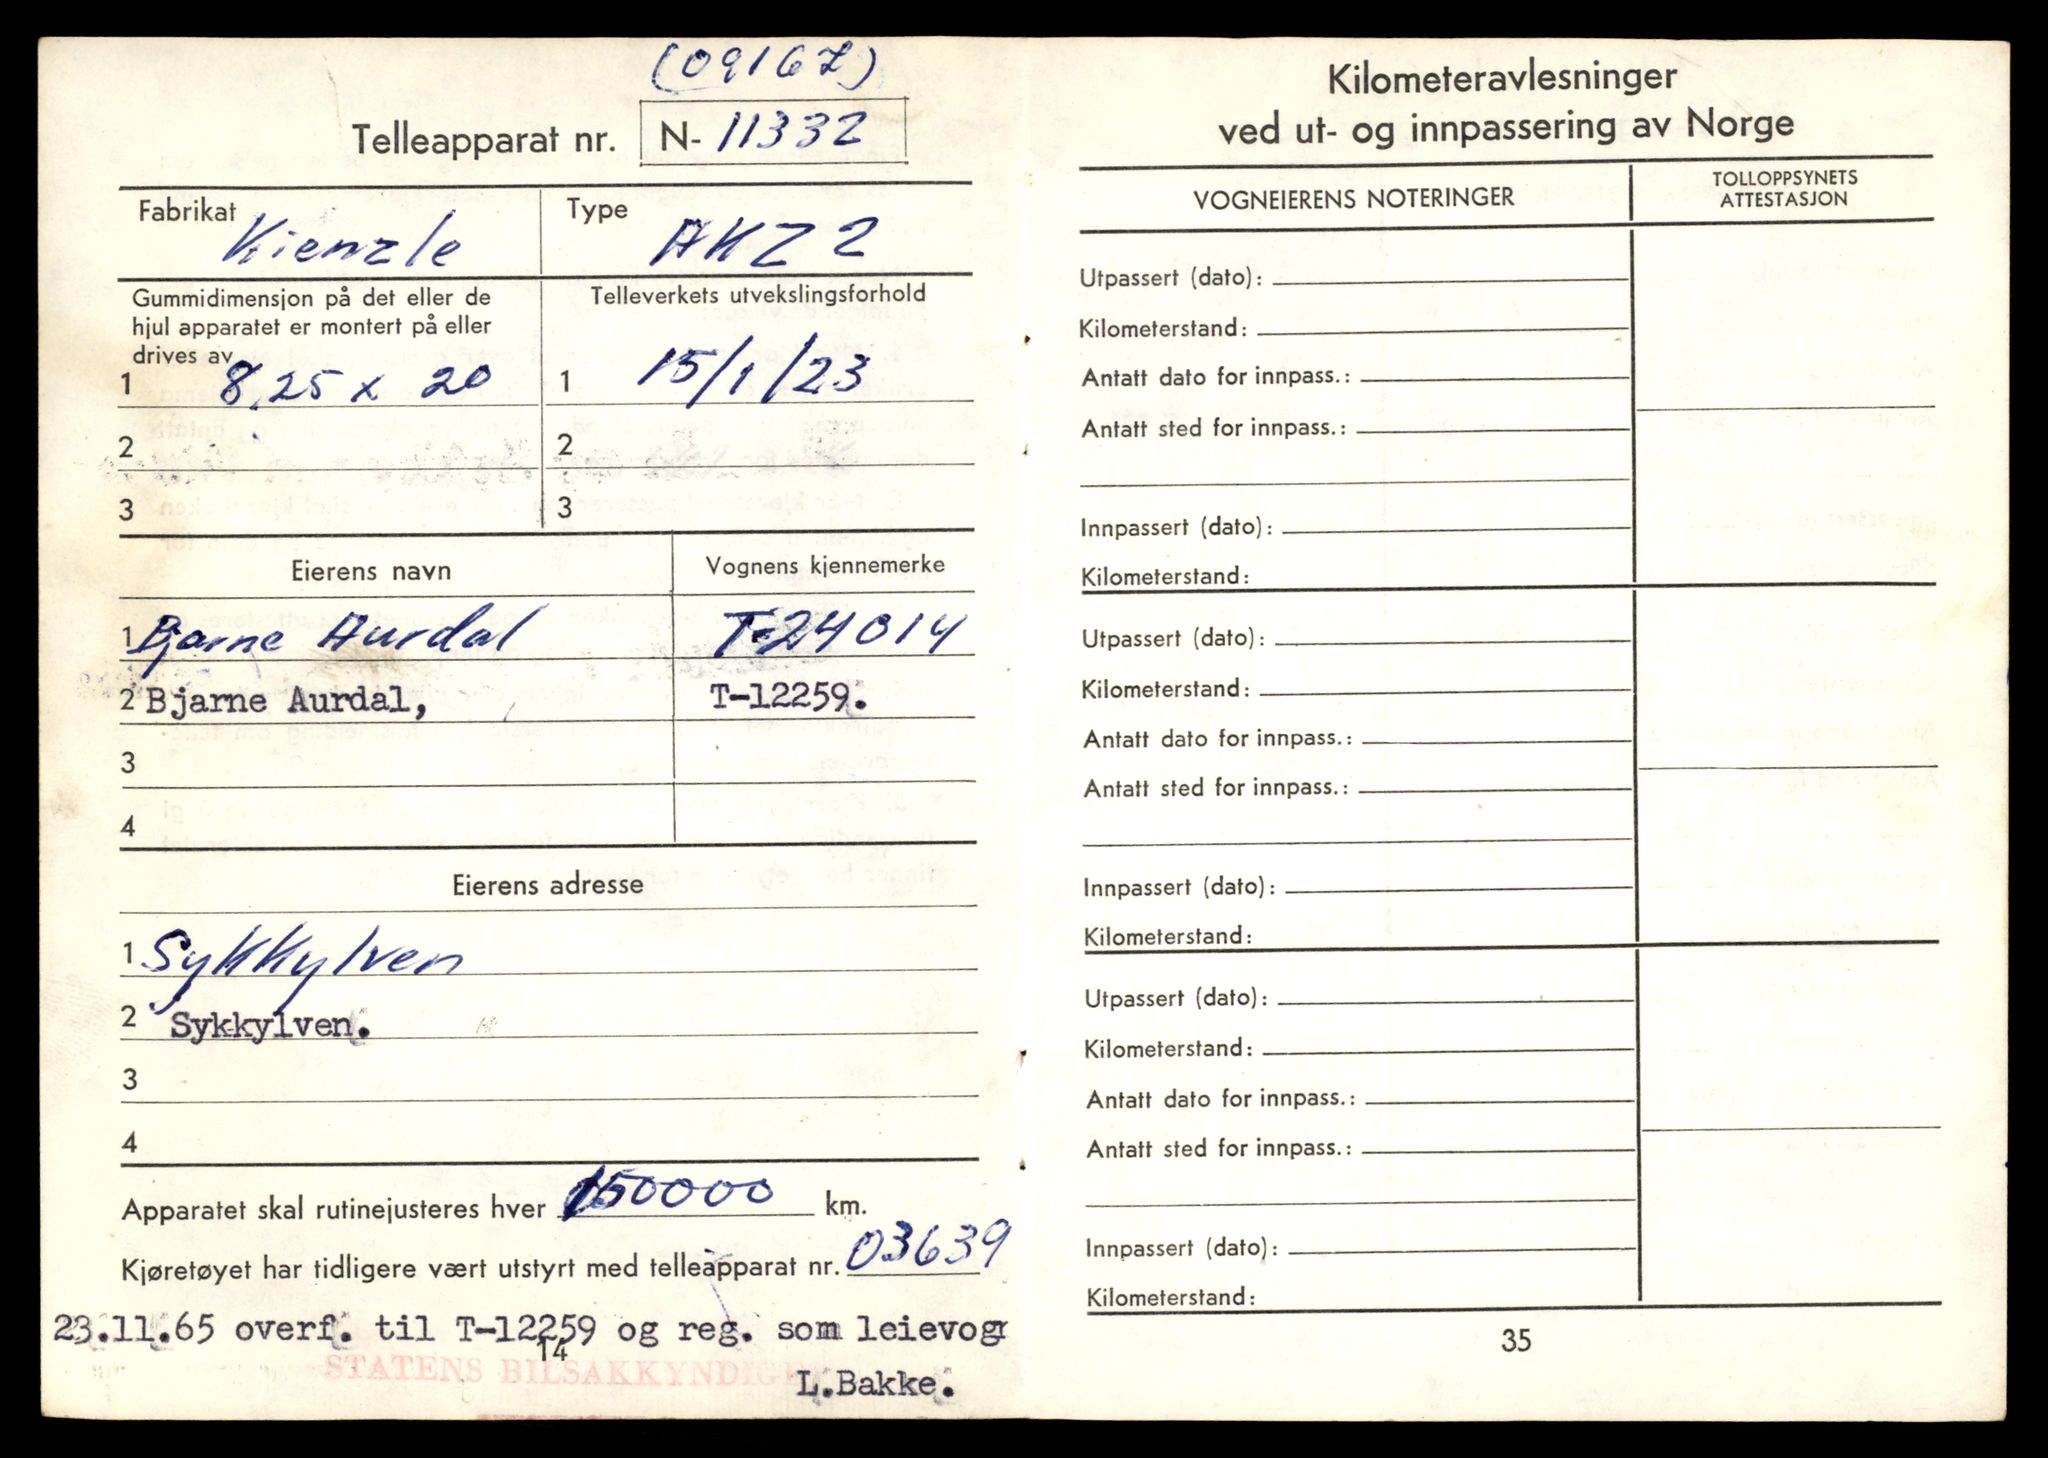 (09167)
Telleapparat nr. N- 11332
Fabrikat
Kienzle
Type
AKZ 2
Gummidimensjon på det eller de
hjul apparatet er montert på eller
drives av
1 8,25 x 20
2
3
Telleverkets utvekslingsforhold
1 15/1/23
2
3
Eierens navn
Vognens kjennemerke
1 Bjarne Aurdal T-24014
2 Bjarne Aurdal, T-12259.
3
4
Eierens adresse
1 Sykkylven
2 Sykkylven.
3
4
Apparatet skal rutinejusteres hver 150000 km.
Kjøretøyet har tidligere vært utstyrt med telleapparat nr. 03639
23.11.65 overf. til T-12259 og reg. som leievogr
14
STATENS BILSAKKYNDIGE
L.Bakke.
Kilometeravlesninger
ved ut- og innpassering av Norge
VOGNEIERENS NOTERINGER
TOLLOPPSYNETS
ATTESTASJON
Utpassert (dato):
Kilometerstand:
Antatt dato for innpass.:
Antatt sted for innpass.:
Innpassert (dato):
Kilometerstand:
Utpassert (dato):
Kilometerstand:
Antatt dato for innpass.:
Antatt sted for innpass.:
Innpassert (dato):
Kilometerstand:
Utpassert (dato):
Kilometerstand:
Antatt dato for innpass.:
Antatt sted for innpass.:
Innpassert (dato):
Kilometerstand:
35